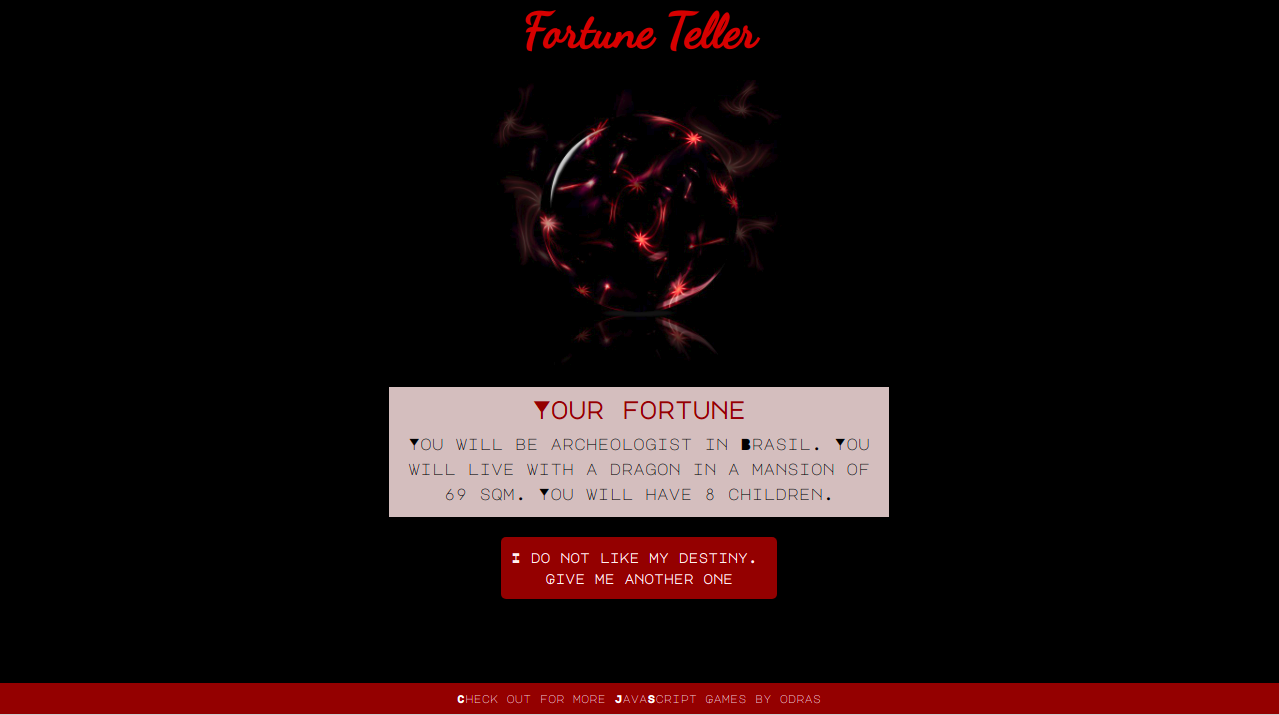 Fortune Teller
Your fortune
You will be archeologist in Brasil. You
will live with a dragon in a mansion of
69 sqm. You will have 8 children.
I do not like my destiny.
give me another one
Check out for more JavaScript games by odras